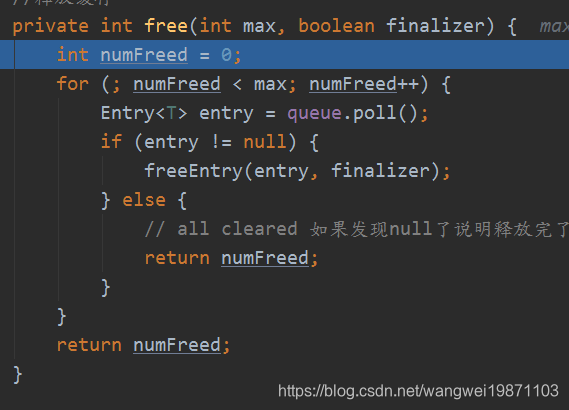 //释放缓存
private int free(int max, boolean finalizer) { max
int numFreed = 0;
for (; numFreed < max; numFreed++) {
Entry<T> entry = queue.poll();
if (entry != null) {
freeEntry(entry, finalizer);
} else {
// all cleared 如果发现null了说明释放完了
return numFreed;
}
}
return numFreed;
}
https://blog.csdn.net/wangwei19871103